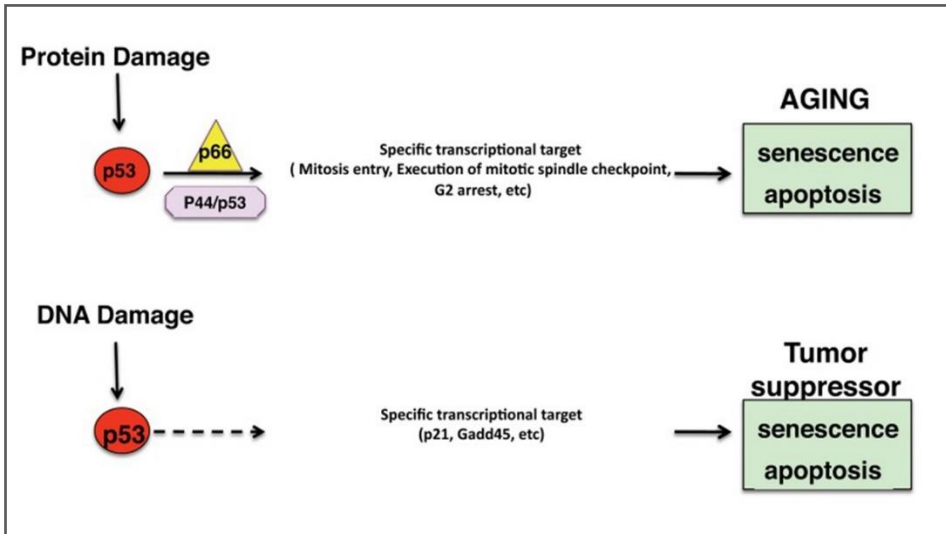 Protein Damage
p53
p66
P44/p53
Specific transcriptional target
( Mitosis entry, Execution of mitotic spindle checkpoint,
G2 arrest, etc)
AGING
senescence
apoptosis
DNA Damage
p53
Specific transcriptional target
(p21, Gadd45, etc)
Tumor
suppressor
senescence
apoptosis